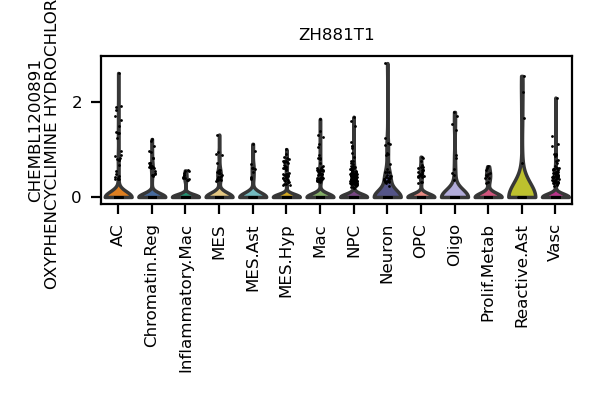 ZH881T1
CHEMBL1200891
OXYPHENCYCLIMINE HYDROCHLOR
2
0
AC
Chromatin.Reg
Inflammatory.Mac
MES
MES.Ast
MES.Hyp
Mac
NPC
Neuron
OPC
Oligo
Prolif.Metab
Reactive.Ast
Vasc